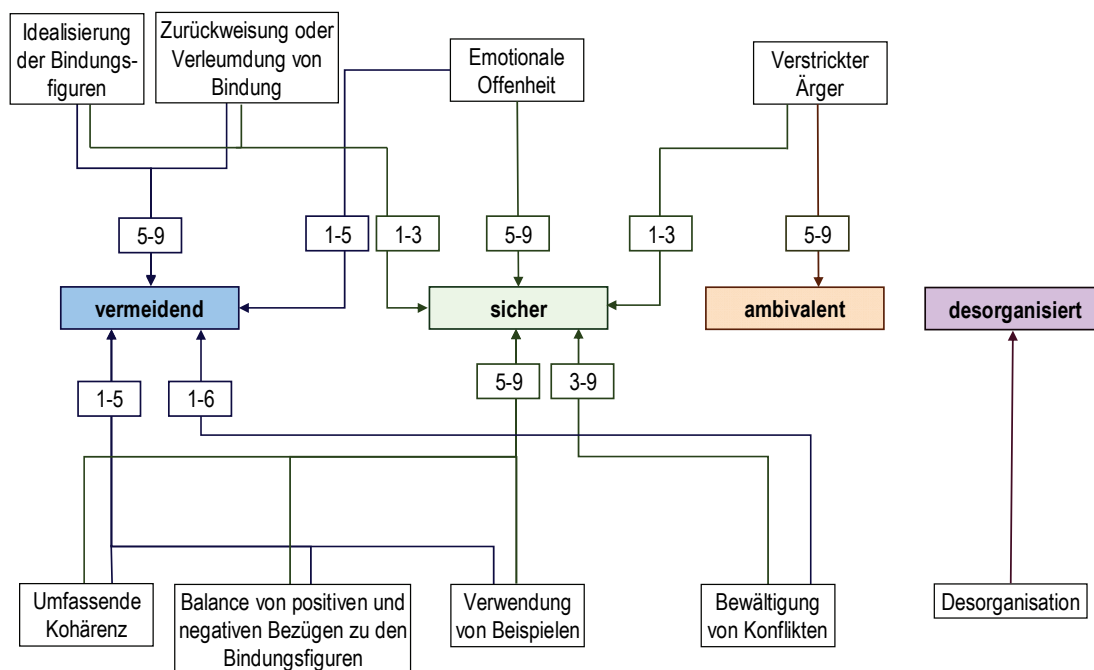 Idealisierung
der Bindungs-
figuren
Zurückweisung oder
Verleumdung von
Bindung
Emotionale
Offenheit
Verstrickter
Ärger
5-9
1-5
1-3
5-9
1-3
5-9
vermeidend
sicher
ambivalent
desorganisiert
1-5
1-6
5-9
3-9
Umfassende
Kohärenz
Balance von positiven und
negativen Bezügen zu den
Bindungsfiguren
Verwendung
von Beispielen
Bewältigung
von Konflikten
Desorganisation